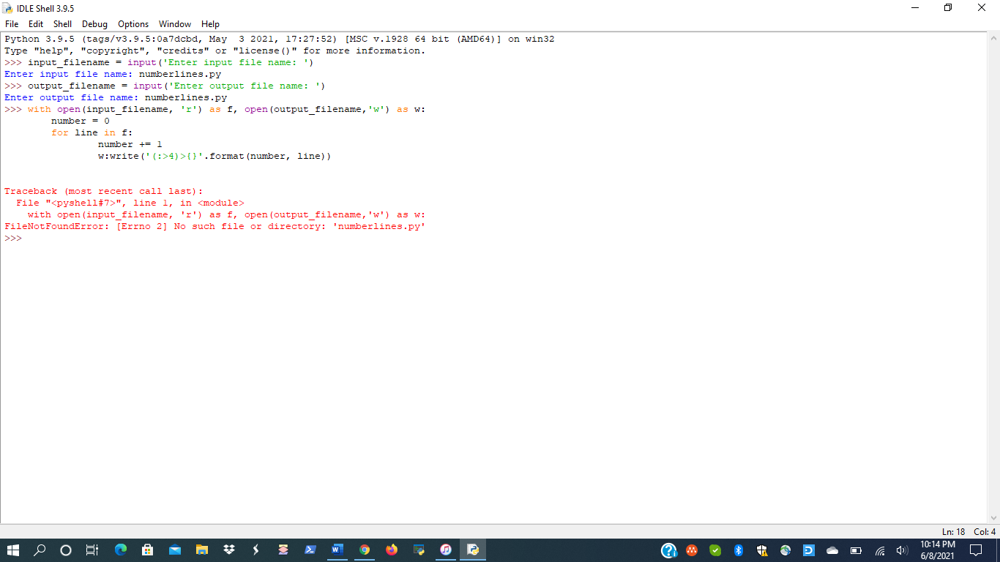 IDLE Shell 3.9.5
File Edit Shell Debug Options Window Help
Python 3.9.5 (tags/v3.9.5:0a7dcbd, May  3 2021, 17:27:52) [MSC v.1928 64 bit (AMD64)] on win32
Type "help", "copyright", "credits" or "license()" for more information.
>>> input_filename = input('Enter input file name: ')
Enter input file name: numberlines.py
>>> output_filename = input('Enter output file name: ')
Enter output file name: numberlines.py
>>> with open(input_filename, 'r') as f, open(output_filename,'w') as w:
        number = 0
        for line in f:
                number += 1
                w:write('(:>4)>{}'.format(number, line))
Traceback (most recent call last):
  File "<pyshell#7>", line 1, in <module>
    with open(input_filename, 'r') as f, open(output_filename,'w') as w:
FileNotFoundError: [Errno 2] No such file or directory: 'numberlines.py'
>>>
Ln: 18 Col: 4
10:14 PM
6/8/2021